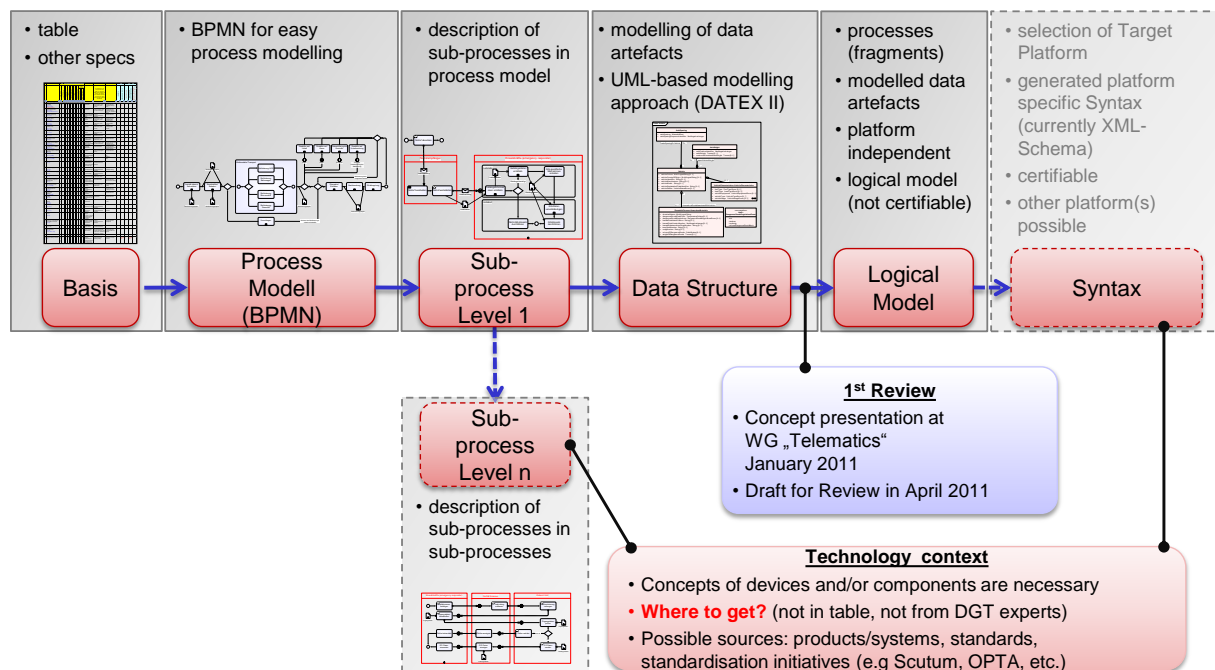 • table
• other specs
• BPMN for easy
process modelling
• description of
sub-processes in
process model
• modelling of data
artefacts
• UML-based modelling
approach (DATEX II)
• processes
(fragments)
• modelled data
artefacts
• platform
independent
• logical model
(not certifiable)
• selection of Target
Platform
• generated platform
specific Syntax
(currently XML-
Schema)
• certifiable
• other platform(s)
possible
Basis
Process
Modell
(BPMN)
Sub-
process
Level 1
Data Structure
Logical
Model
Syntax
Sub-
process
Level n
• description of
sub-processes in
sub-processes
1st Review
• Concept presentation at
WG „Telematics“
January 2011
• Draft for Review in April 2011
Technology context
• Concepts of devices and/or components are necessary
• Where to get? (not in table, not from DGT experts)
• Possible sources: products/systems, standards,
standardisation initiatives (e.g Scutum, OPTA, etc.)